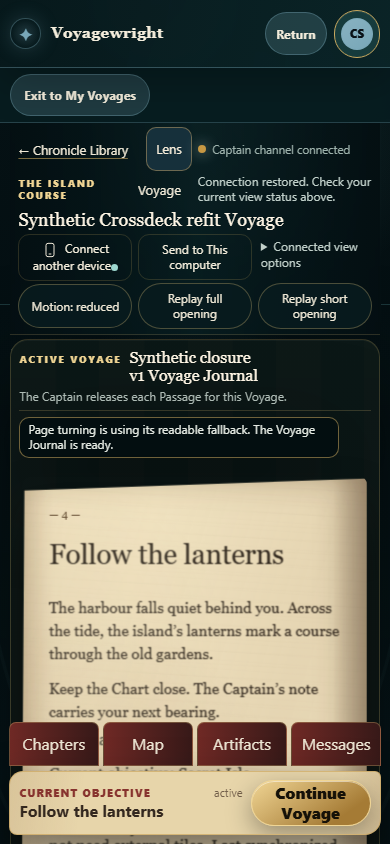 Voyagewright
Return
CS
Exit to My Voyages
← Chronicle Library
Lens
Captain channel connected
THE ISLAND
COURSE
Voyage
Connection restored. Check your
current view status above.
Synthetic Crossdeck refit Voyage
Connect
another device
Send to This
computer
▶ Connected view
options
Motion: reduced
Replay full
opening
Replay short
opening
ACTIVE VOYAGE
Synthetic closure
v1 Voyage Journal
The Captain releases each Passage for this Voyage.
Page turning is using its readable fallback. The Voyage
Journal is ready.
— 4 —
Follow the lanterns
The harbour falls quiet behind you. Across
the tide, the island’s lanterns mark a course
through the old gardens.
Keep the Chart close. The Captain’s note
carries your next bearing.
Chapters
Map
Artifacts
Messages
CURRENT OBJECTIVE
Follow the lanterns
active
Continue
Voyage